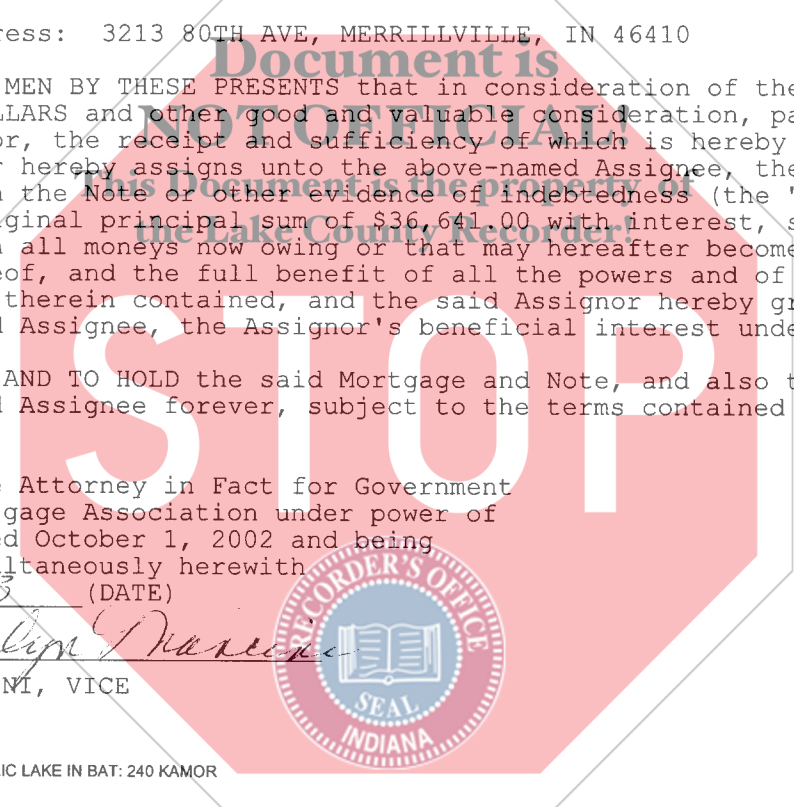 ress: 3213 80TH AVE, MERRILLVILLE, IN 46410
Document is
MEN BY THESE PRESENTS that in consideration of the
LLARS and other good and valuable consideration, pa
NOT OFFICIAL!
or, the receipt and sufficiency of which is hereby
r hereby assigns unto the above-named Assignee, the
This Document is the property of
n the Note or other evidence of indebtedness (the "
ginal principal sum of $36,641.00 with interest, s
the Lake County Recorder!
n all moneys now owing or that may hereafter become
eof, and the full benefit of all the powers and of
therein contained, and the said Assignor hereby gr
d Assignee, the Assignor's beneficial interest unde
STOP
AND TO HOLD the said Mortgage and Note, and also t
d Assignee forever, subject to the terms contained
e Attorney in Fact for Government
gage Association under power of
ed October 1, 2002 and being
ultaneously herewith
3 (DATE)
lyn Mancini
NI, VICE
RECORDER'S OFFICE
SEAL
INDIANA
IC LAKE IN BAT: 240 KAMOR